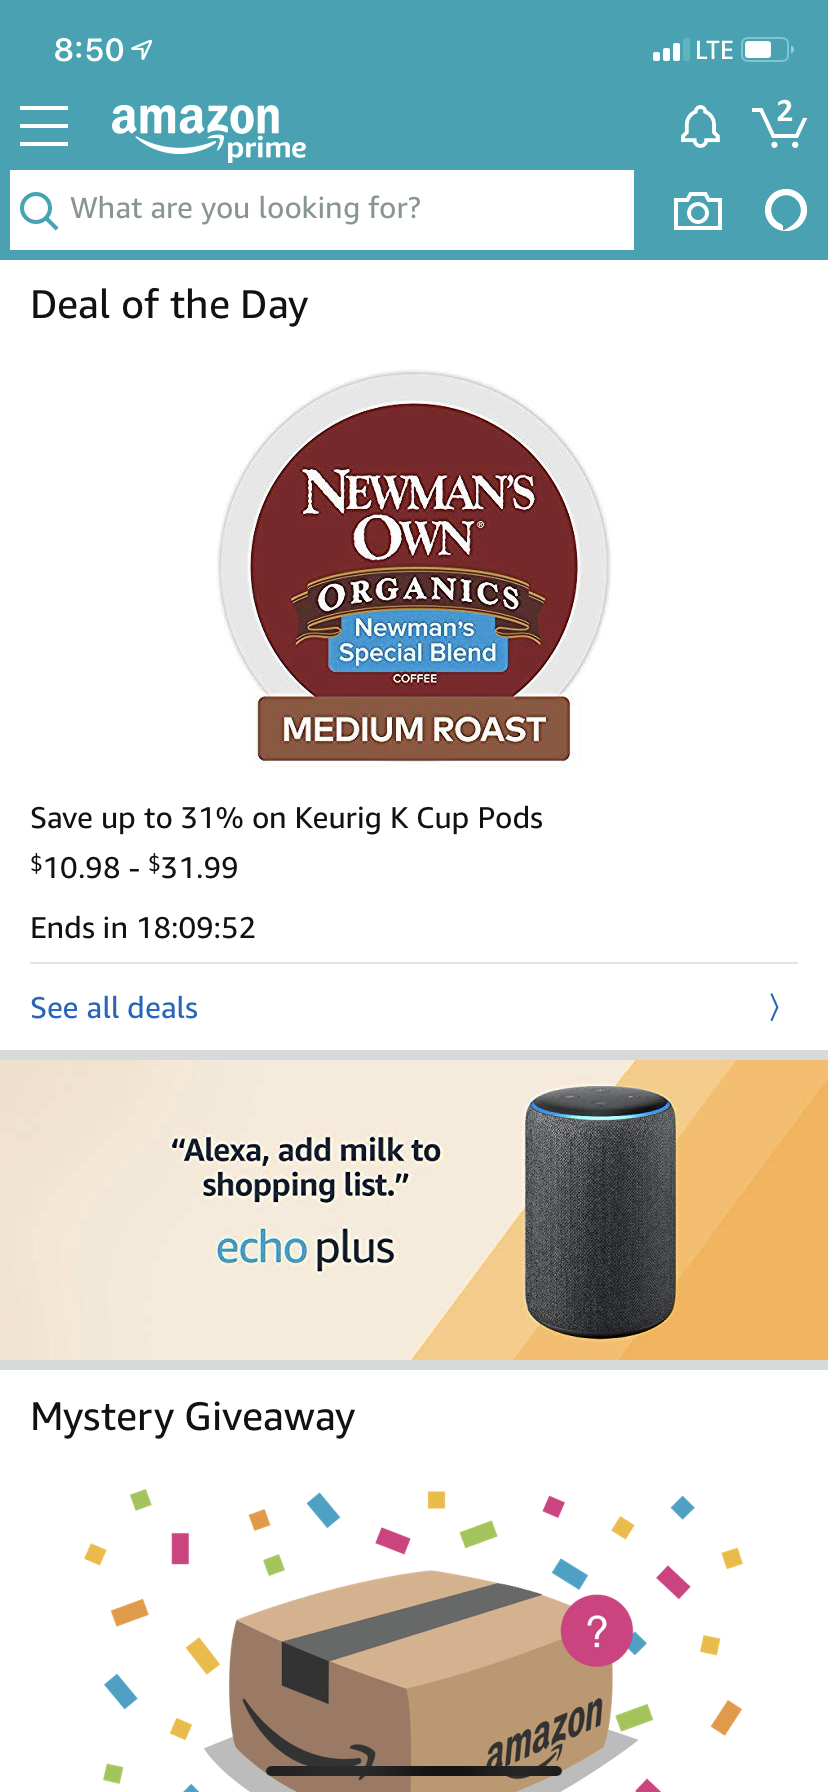 8:50 LTE
amazon
prime
2
What are you looking for?
Deal of the Day
NEWMAN'S
OWN®
ORGANICS
Newman's
Special Blend
COFFEE
MEDIUM ROAST
Save up to 31% on Keurig K Cup Pods
$10.98 - $31.99
Ends in 18:09:52
See all deals
“Alexa, add milk to
shopping list.”
echo plus
Mystery Giveaway
?
amazon